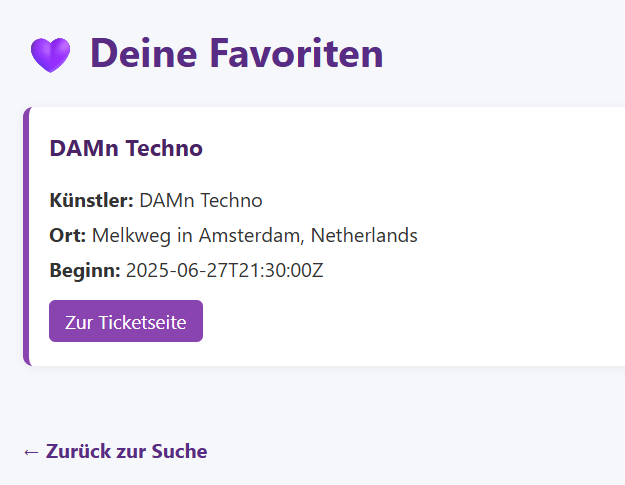 💜 Deine Favoriten
DAMn Techno
Künstler: DAMn Techno
Ort: Melkweg in Amsterdam, Netherlands
Beginn: 2025-06-27T21:30:00Z
Zur Ticketseite
← Zurück zur Suche